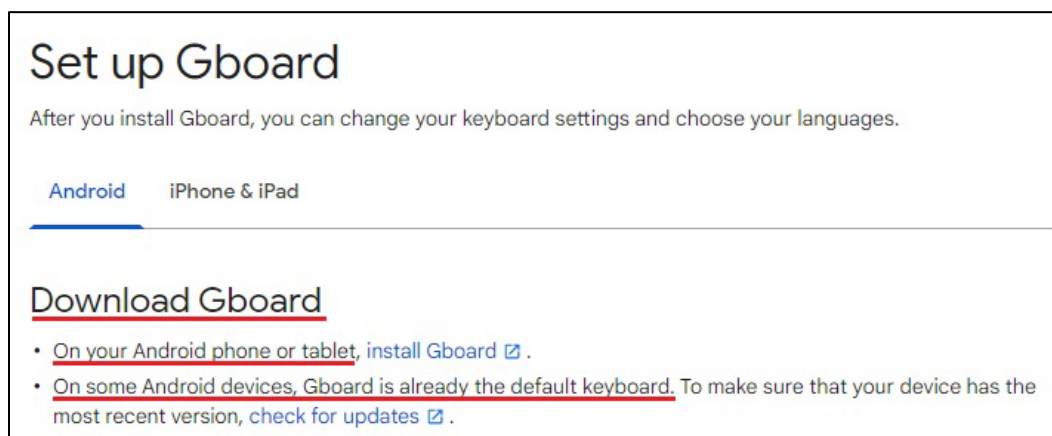 Set up Gboard
After you install Gboard, you can change your keyboard settings and choose your languages.
Android iPhone & iPad
Download Gboard
• On your Android phone or tablet, install Gboard .
• On some Android devices, Gboard is already the default keyboard. To make sure that your device has the
most recent version, check for updates .